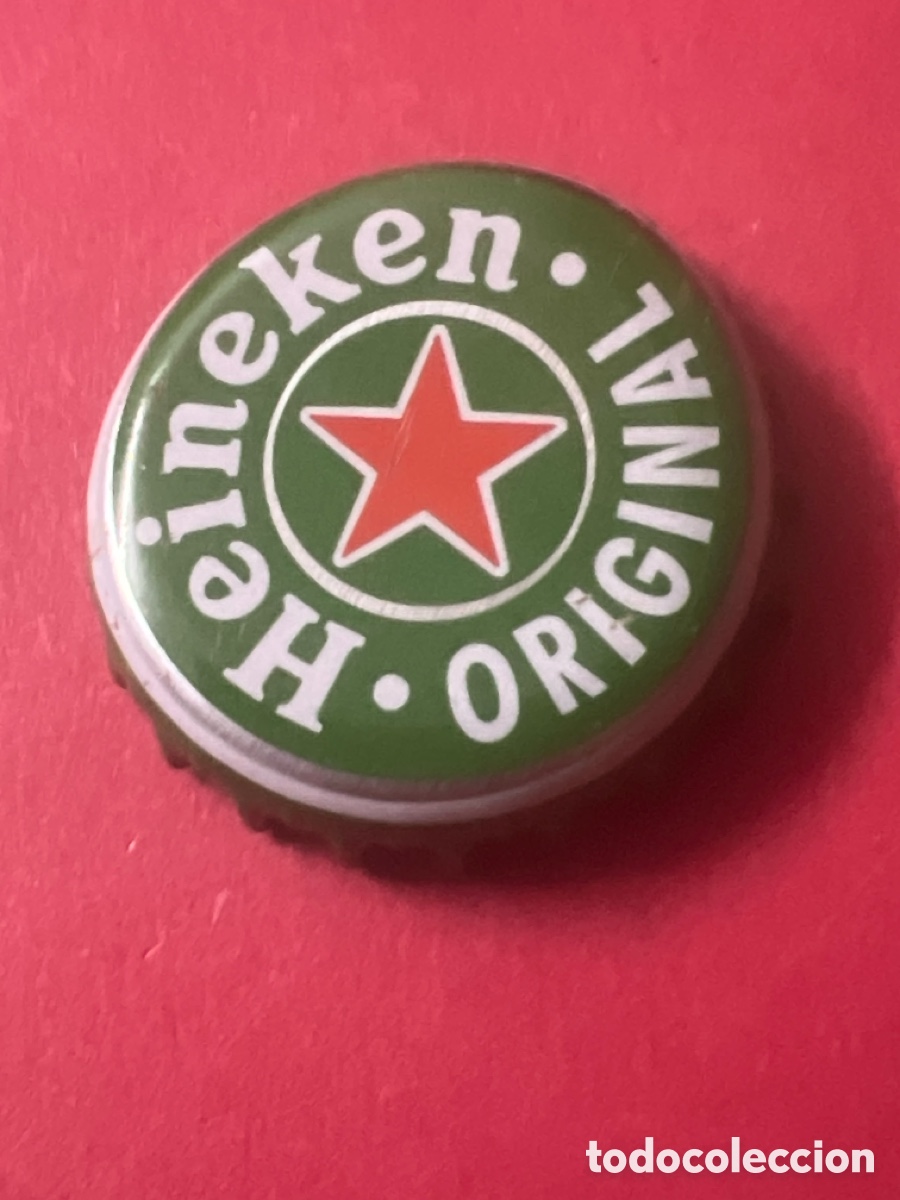 Heineken • ORIGINAL •
todocoleccion